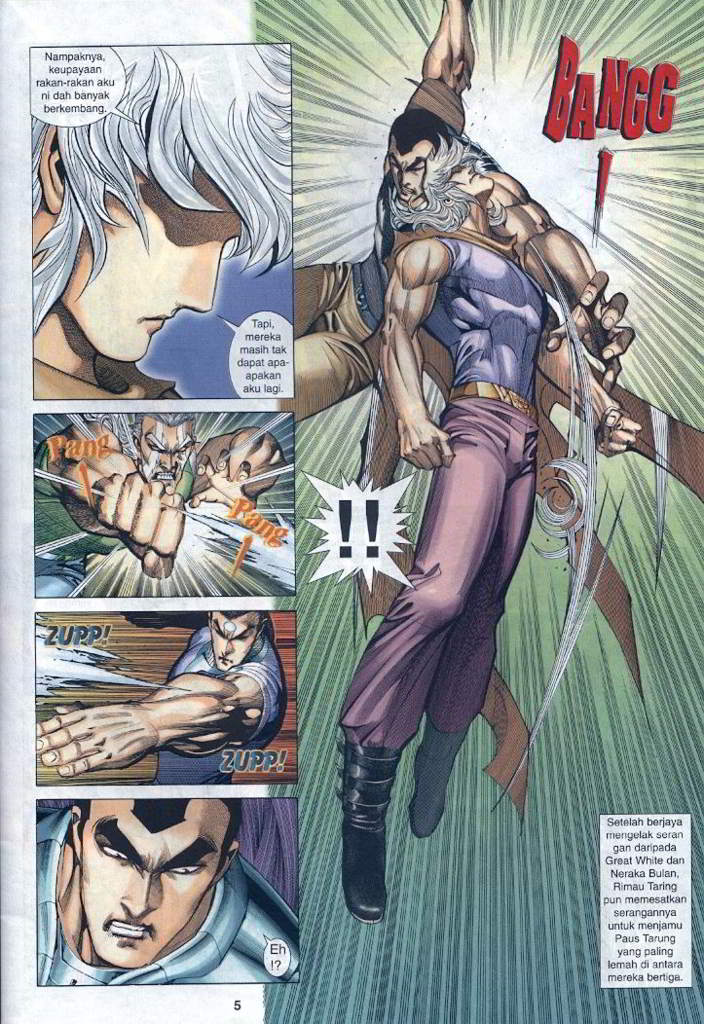 Nampaknya,
keupayaan
rakan-rakan aku
ni dah banyak
berkembang.
Tapi,
mereka
masih tak
dapat apa-
apakan
aku lagi.
BANGG
!
Pang
!
Pang
!
!!
ZUPP!
ZUPP!
Eh
!?
Setelah berjaya
mengelak seran
gan daripada
Great White dan
Neraka Bulan,
Rimau Taring
pun memesatkan
serangannya
untuk menjamu
Paus Tarung
yang paling
lemah di antara
mereka bertiga.
5